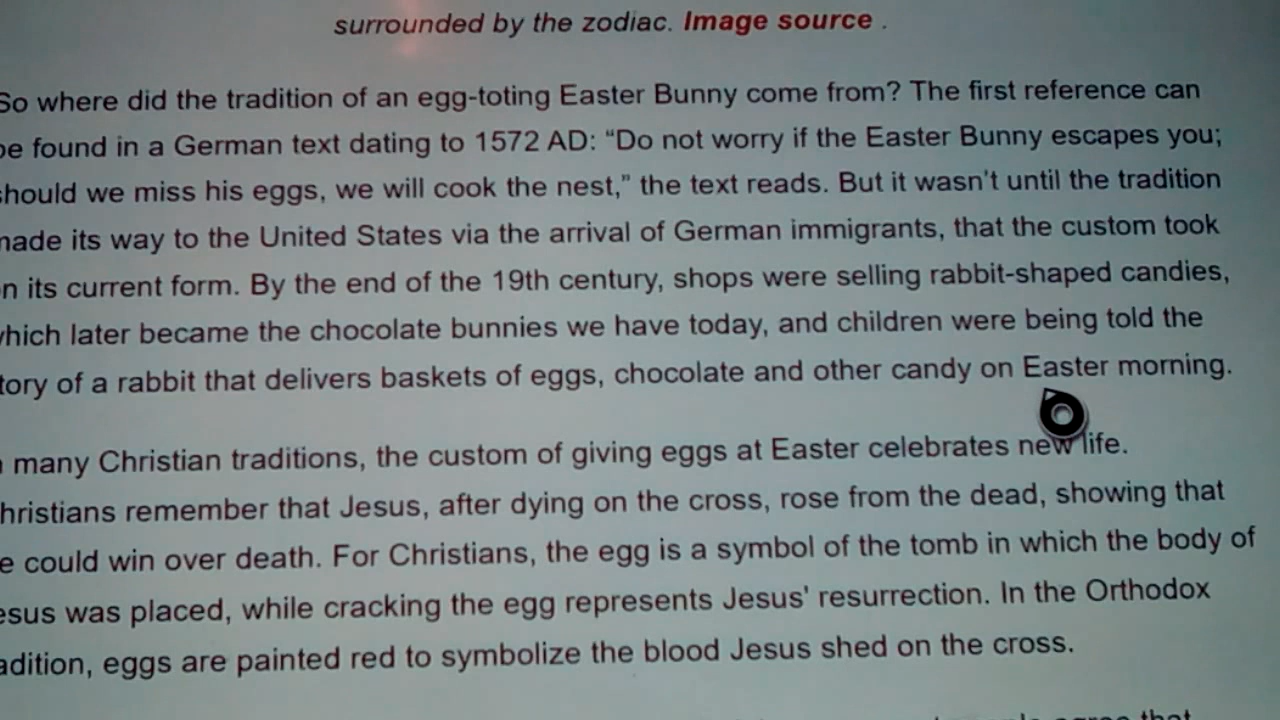 surrounded by the zodiac. Image source .
So where did the tradition of an egg-toting Easter Bunny come from? The first reference can
be found in a German text dating to 1572 AD: “Do not worry if the Easter Bunny escapes you;
should we miss his eggs, we will cook the nest,” the text reads. But it wasn't until the tradition
made its way to the United States via the arrival of German immigrants, that the custom took
on its current form. By the end of the 19th century, shops were selling rabbit-shaped candies,
which later became the chocolate bunnies we have today, and children were being told the
story of a rabbit that delivers baskets of eggs, chocolate and other candy on Easter morning.
many Christian traditions, the custom of giving eggs at Easter celebrates new life.
Christians remember that Jesus, after dying on the cross, rose from the dead, showing that
he could win over death. For Christians, the egg is a symbol of the tomb in which the body of
Jesus was placed, while cracking the egg represents Jesus' resurrection. In the Orthodox
tradition, eggs are painted red to symbolize the blood Jesus shed on the cross.
agree that